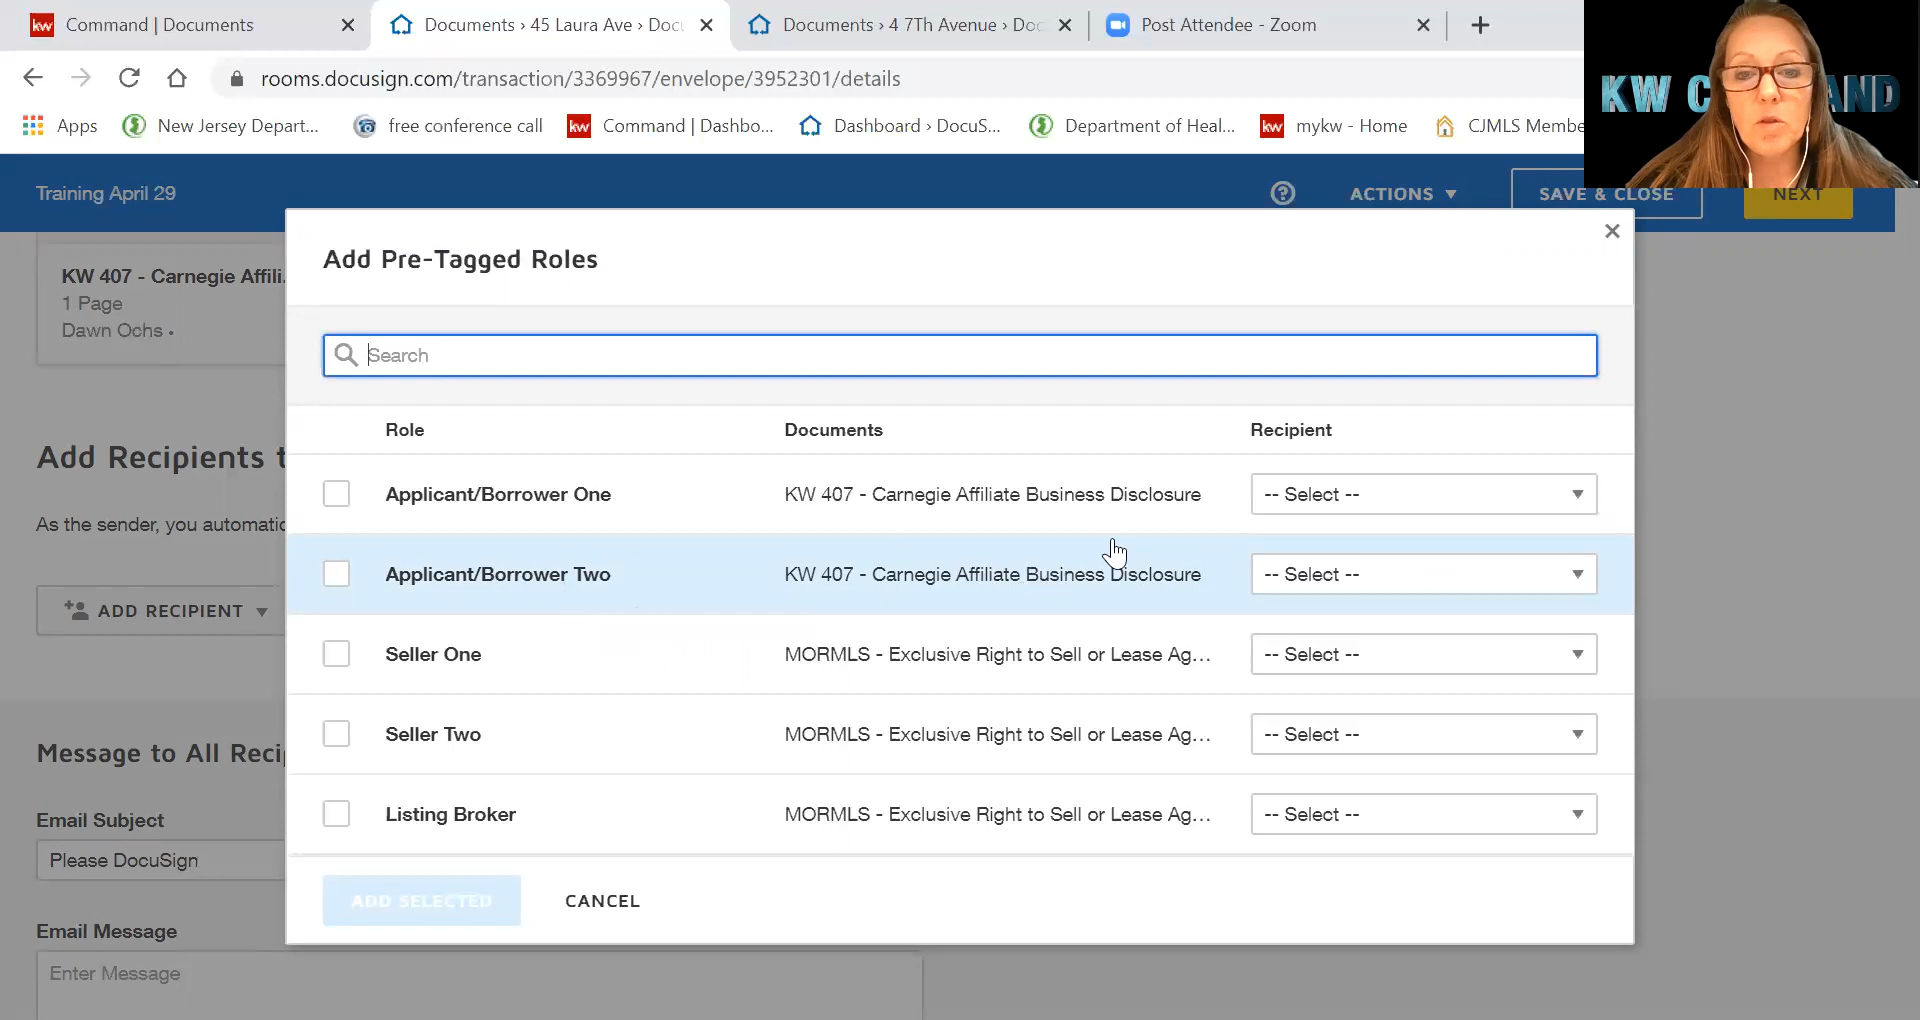 kw Command | Documents
Documents › 45 Laura Ave › Docu
Documents › 4 7Th Avenue › Doc
Post Attendee - Zoom
rooms.docusign.com/transaction/3369967/envelope/3952301/details
Apps
New Jersey Depart...
free conference call
kw Command | Dashbo...
Dashboard › DocuS...
Department of Heal...
kw mykw - Home
CJMLS Membe
KW C AND
Training April 29
ACTIONS
SAVE & CLOSE
NEXT
KW 407 - Carnegie Affili.
1 Page
Dawn Ochs •
Add Recipients t
As the sender, you automatic
ADD RECIPIENT
Message to All Reci
Email Subject
Please DocuSign
Email Message
Enter Message
Add Pre-Tagged Roles
Search
Role Documents Recipient
Applicant/Borrower One KW 407 - Carnegie Affiliate Business Disclosure -- Select --
Applicant/Borrower Two KW 407 - Carnegie Affiliate Business Disclosure -- Select --
Seller One MORMLS - Exclusive Right to Sell or Lease Ag... -- Select --
Seller Two MORMLS - Exclusive Right to Sell or Lease Ag... -- Select --
Listing Broker MORMLS - Exclusive Right to Sell or Lease Ag... -- Select --
ADD SELECTED
CANCEL